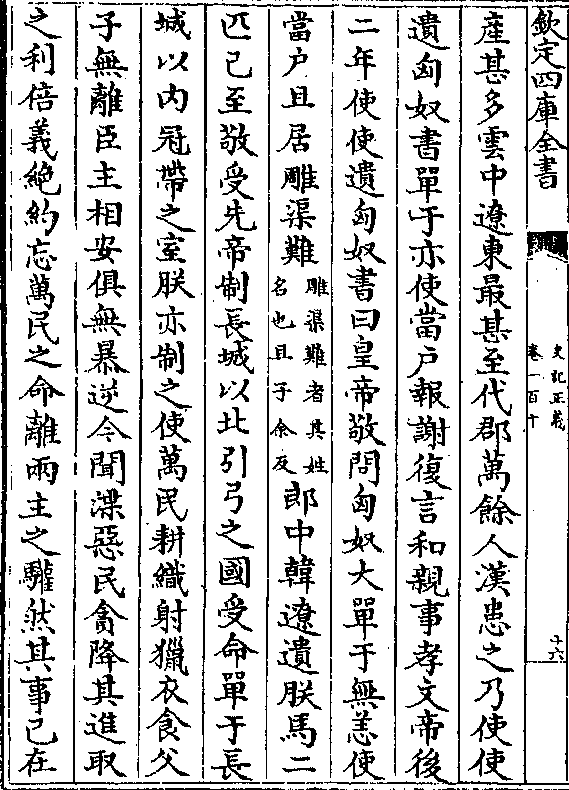 欽定四庫全書
史記正義
卷一百十
十六
產甚多雲中遼東最甚至代郡萬餘人漢患之乃使使
遺匈奴書單于亦使當户報謝復言和親事孝文帝後
二年使使遺匈奴書曰皇帝敬問匈奴大單于無恙使
當户且居雕渠難雕渠難者其姓名也且子余反郎中韓遼遺朕馬二
匹已至敬受先帝制長城以北引弓之國受命單于長
城以内冠帶之室朕亦制之使萬民耕織射獵衣食父
子無離臣主相安俱無暴逆今聞渫惡民貪降其進取
之利倍義絶約忘萬民之命離兩主之驩然其事已在